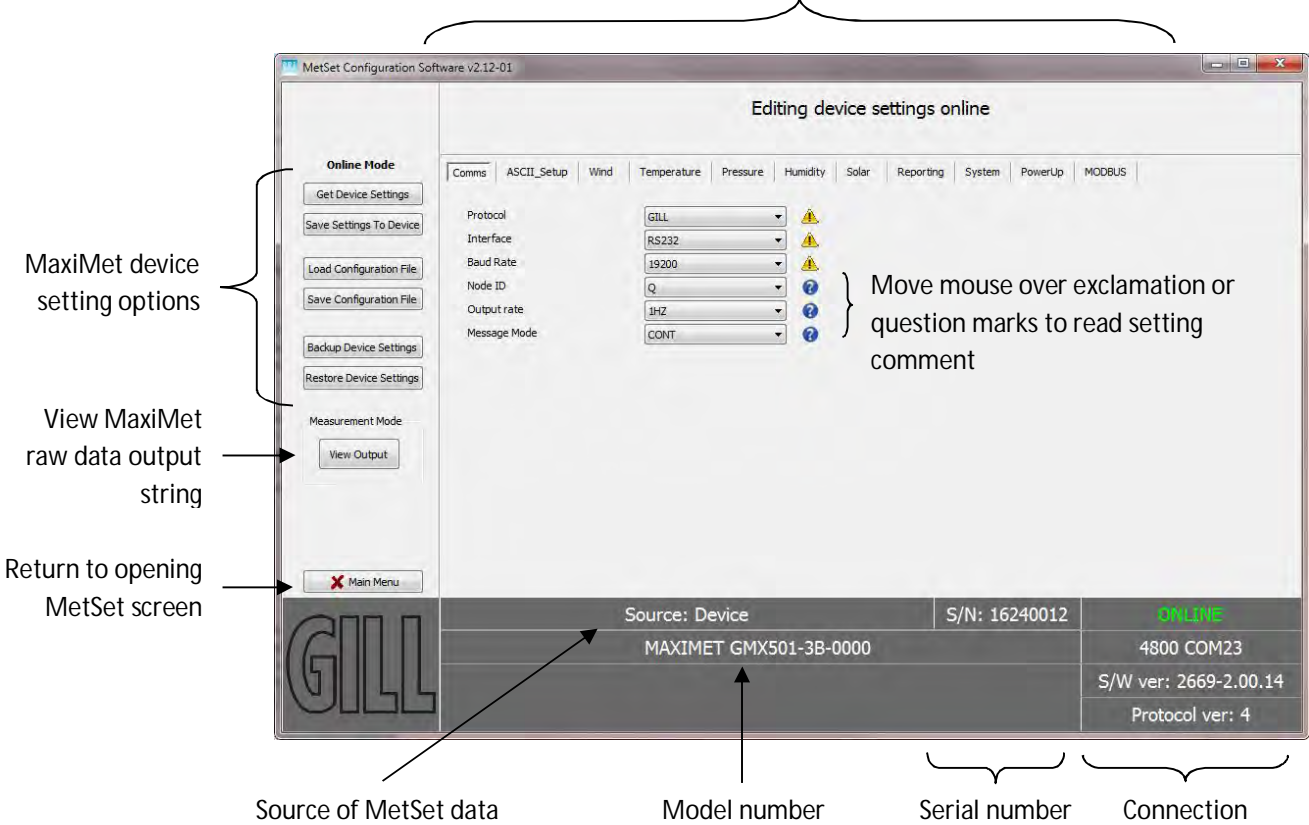 MetSet Configuration Software v2.12-01
Editing device settings online
Online Mode
Get Device Settings
Save Settings To Device
Load Configuration File
Save Configuration File
Backup Device Settings
Restore Device Settings
Measurement Mode
View Output
Main Menu
Comms ASCII_Setup Wind Temperature Pressure Humidity Solar Reporting System PowerUp MODBUS
Protocol GILL
Interface RS232
Baud Rate 19200
Node ID Q
Output rate 1HZ
Message Mode CONT
MaxiMet device
setting options
Move mouse over exclamation or
question marks to read setting
comment
View MaxiMet
raw data output
string
Return to opening
MetSet screen
GILL
Source: Device S/N: 16240012 ONLINE
MAXIMET GMX501-3B-0000 4800 COM23
S/W ver: 2669-2.00.14
Protocol ver: 4
Source of MetSet data Model number Serial number Connection